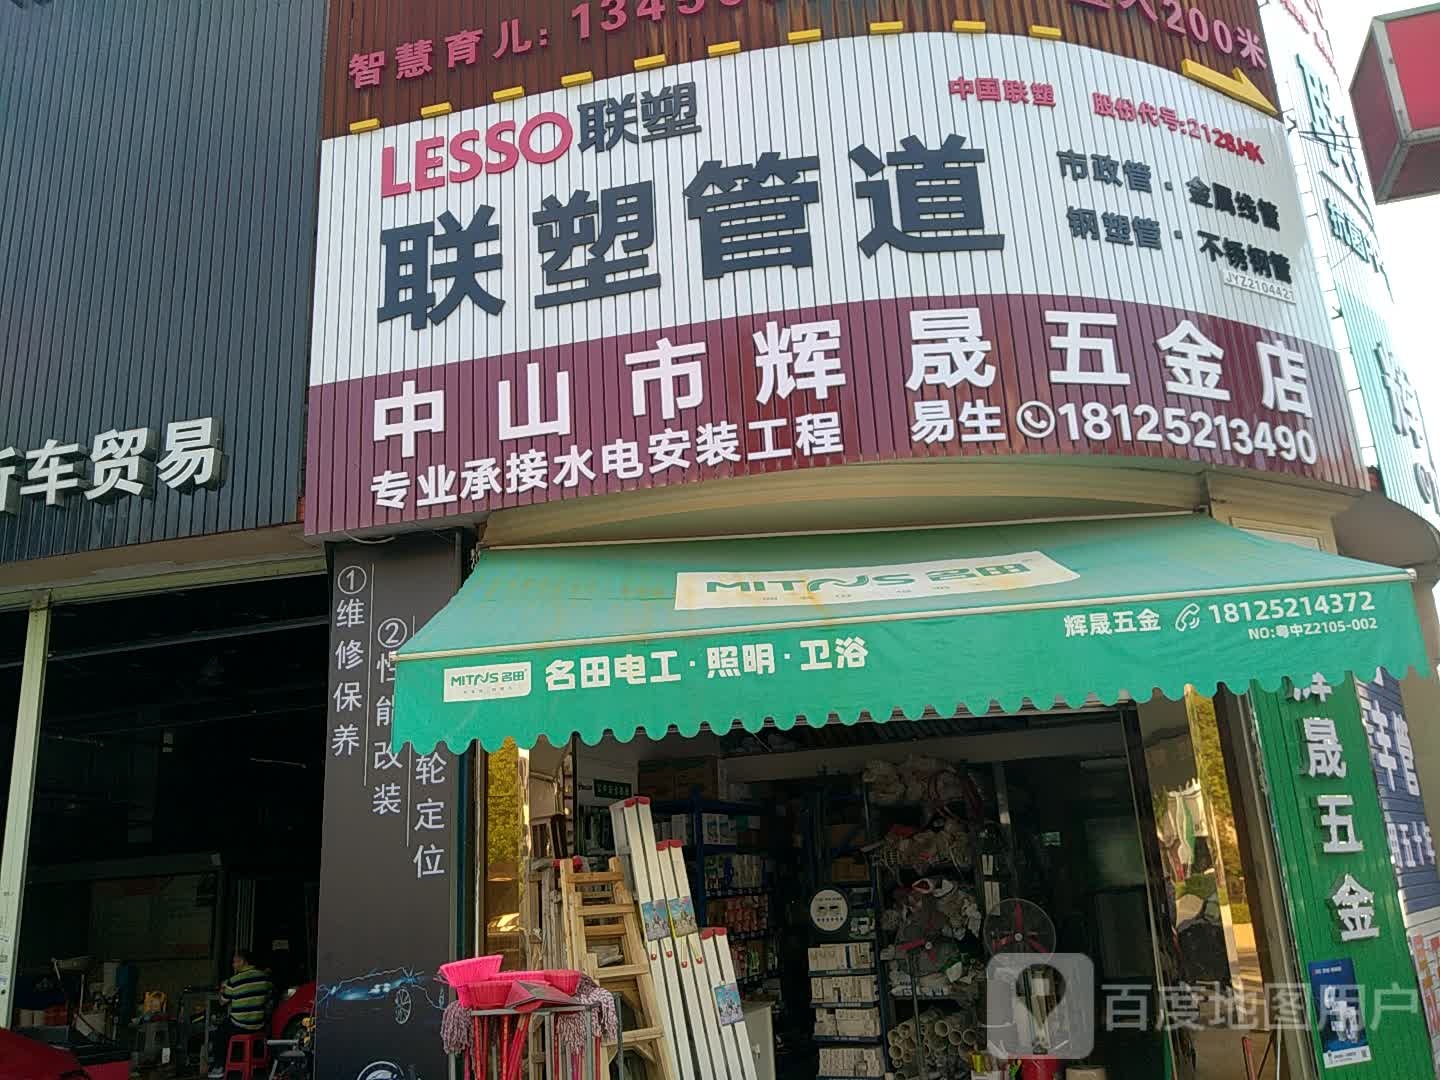 智慧育儿:
200米
LESSO联塑
中国联塑 股份代号:2128.HK
联塑管道
市政管·金属线管
钢塑管·不锈钢管
JYZ2104421
中山市辉晟五金店
专业承接水电安装工程
易生 18125213490
车贸易
MITNS名田
辉晟五金 18125214372
NO:粤中Z2105-002
MITNS名田
名田电工·照明·卫浴
①维修保养
②性能改装
轮定位
辉晟五金
百度地图用户